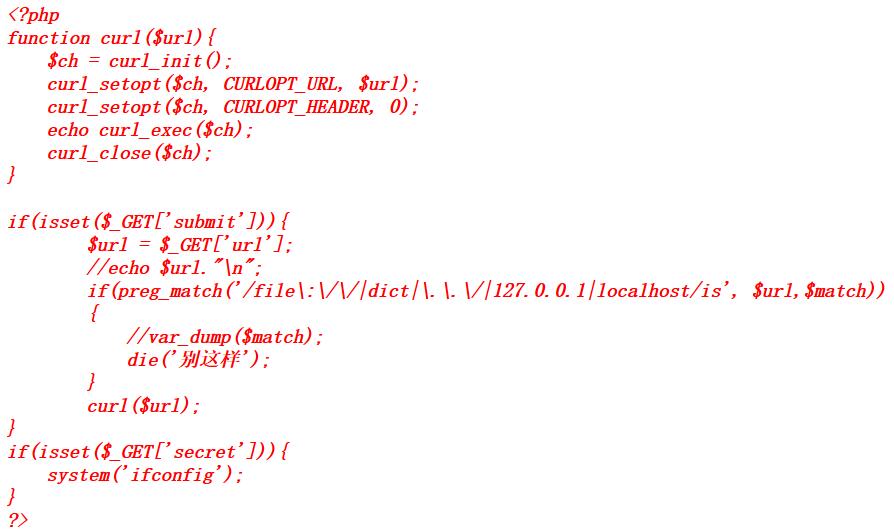 <?php
function curl($url){
    $ch = curl_init();
    curl_setopt($ch, CURLOPT_URL, $url);
    curl_setopt($ch, CURLOPT_HEADER, 0);
    echo curl_exec($ch);
    curl_close($ch);
}

if(isset($_GET['submit'])){
        $url = $_GET['url'];
        //echo $url."\n";
        if(preg_match('/file\:\/\/|dict|\.\.\/|127.0.0.1|localhost/is', $url,$match))
        {
            //var_dump($match);
            die('别这样');
        }
        curl($url);
}
if(isset($_GET['secret'])){
    system('ifconfig');
}
?>